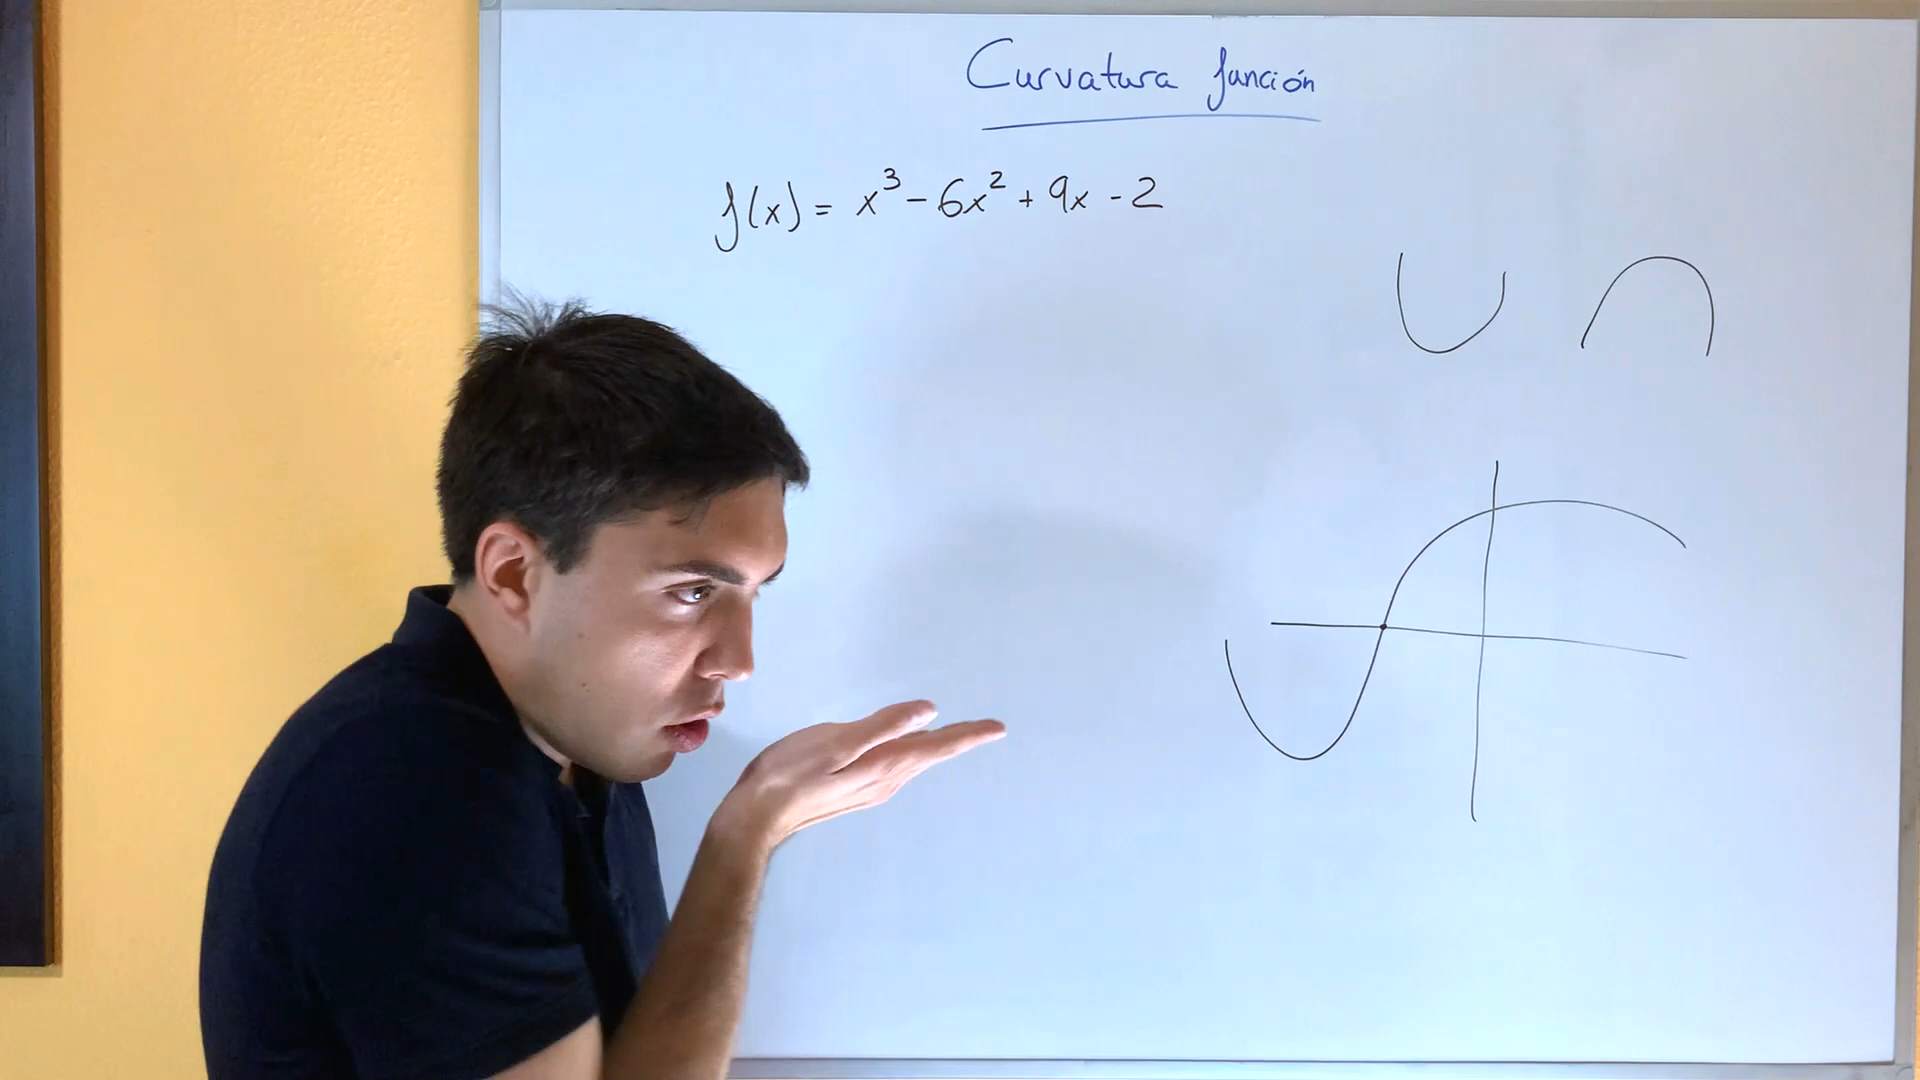 Curvatura función
f(x) = x³ - 6x² + 9x - 2